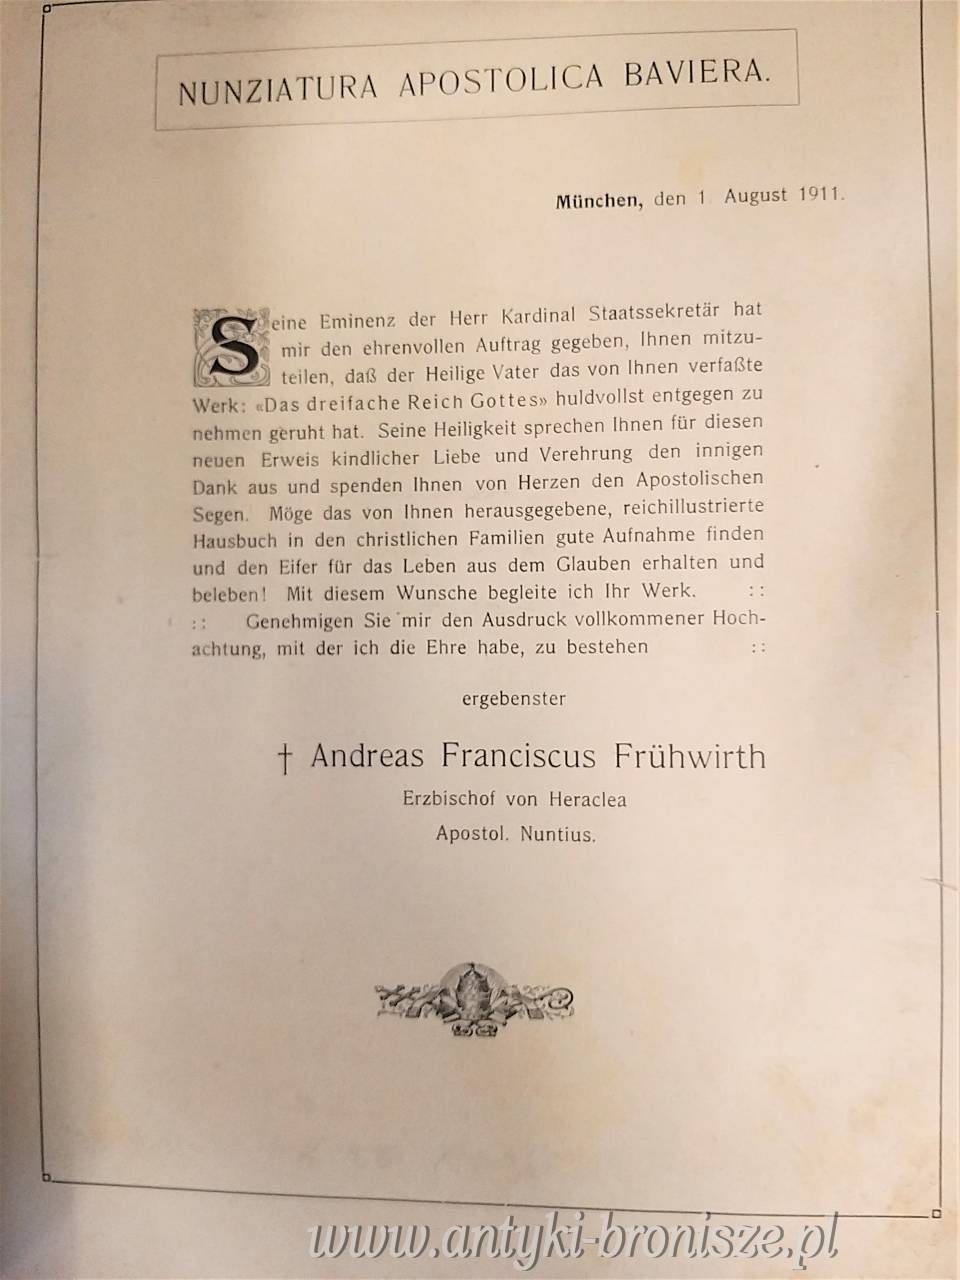 NUNZIATURA APOSTOLICA BAVIERA.
München, den 1. August 1911.
Seine Eminenz der Herr Kardinal Staatssekretär hat
mir den ehrenvollen Auftrag gegeben, Ihnen mitzu-
teilen, daß der Heilige Vater das von Ihnen verfaßte
Werk: «Das dreifache Reich Gottes» huldvollst entgegen zu
nehmen geruht hat. Seine Heiligkeit sprechen Ihnen für diesen
neuen Erweis kindlicher Liebe und Verehrung den innigen
Dank aus und spenden Ihnen von Herzen den Apostolischen
Segen. Möge das von Ihnen herausgegebene, reichillustrierte
Hausbuch in den christlichen Familien gute Aufnahme finden
und den Eifer für das Leben aus dem Glauben erhalten und
beleben! Mit diesem Wunsche begleite ich Ihr Werk. ::
:: Genehmigen Sie mir den Ausdruck vollkommener Hoch-
achtung, mit der ich die Ehre habe, zu bestehen ::
ergebenster
† Andreas Franciscus Frühwirth
Erzbischof von Heraclea
Apostol. Nuntius.
www.antyki-bronisze.pl